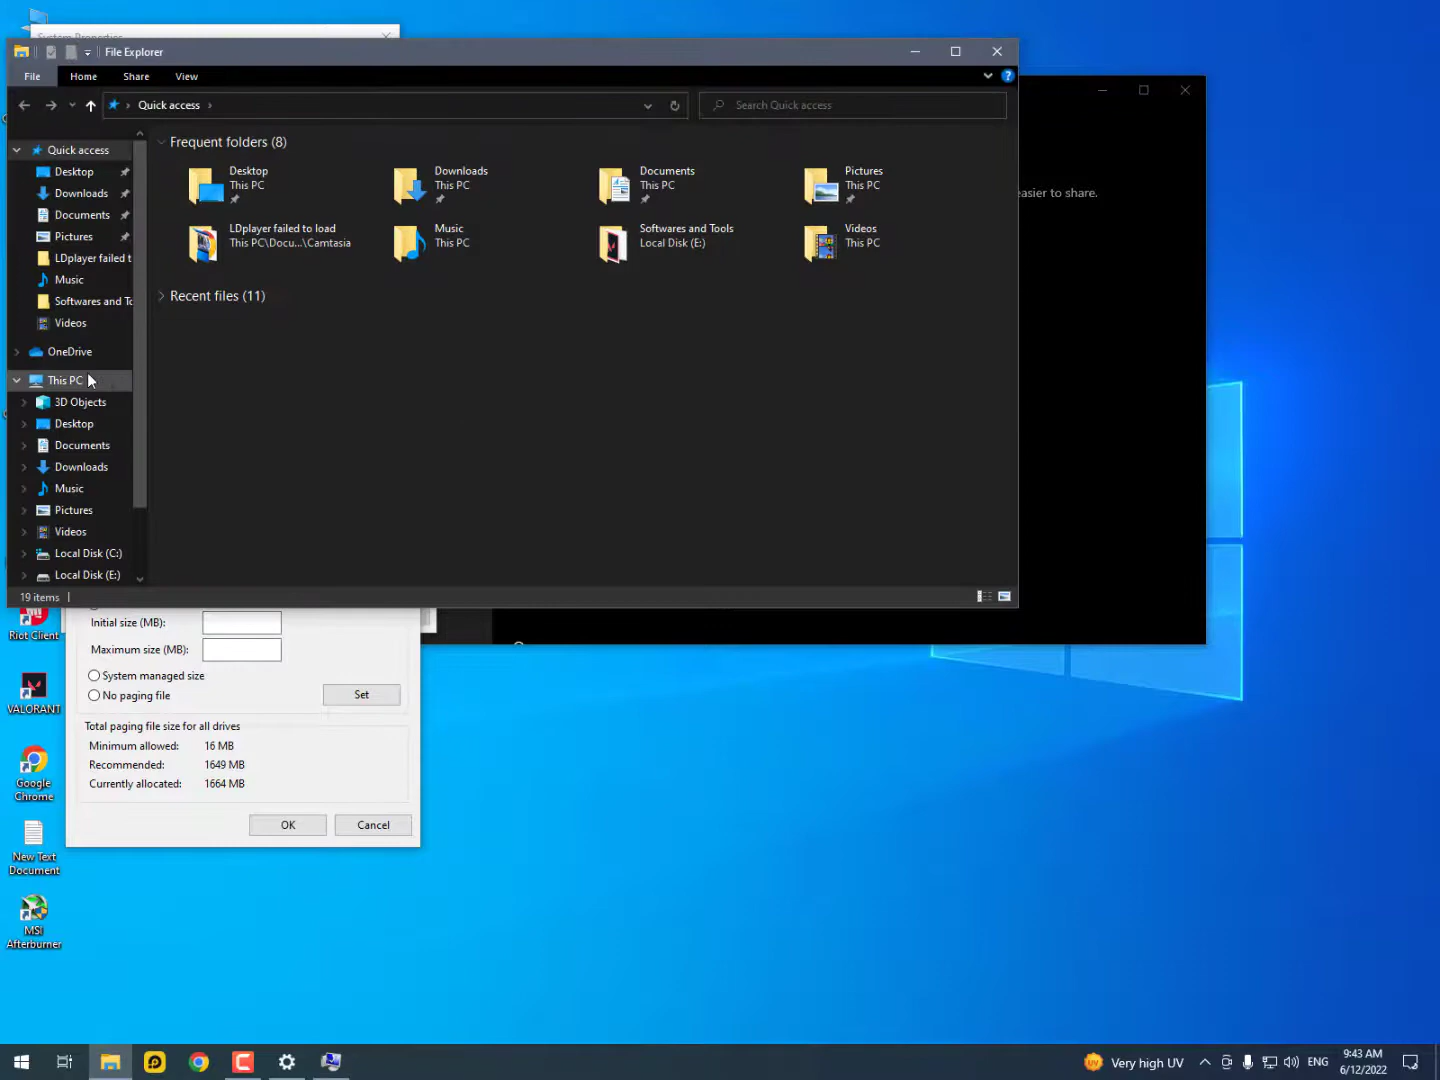 System Properties
File Explorer
File Home Share View
Quick access
Search Quick access
Quick access
Desktop
Downloads
Documents
Pictures
LDplayer failed t
Music
Softwares and To
Videos
OneDrive
This PC
3D Objects
Desktop
Documents
Downloads
Music
Pictures
Videos
Local Disk (C:)
Local Disk (E:)
19 items
Frequent folders (8)
Desktop
This PC
Downloads
This PC
Documents
This PC
Pictures
This PC
LDplayer failed to load
This PC\Docu...\Camtasia
Music
This PC
Softwares and Tools
Local Disk (E:)
Videos
This PC
Recent files (11)
easier to share.
Initial size (MB):
Maximum size (MB):
System managed size
No paging file
Set
Total paging file size for all drives
Minimum allowed: 16 MB
Recommended: 1649 MB
Currently allocated: 1664 MB
OK Cancel
Riot Client
VALORANT
Google
Chrome
New Text
Document
MSI
Afterburner
Very high UV
ENG
9:43 AM
6/12/2022